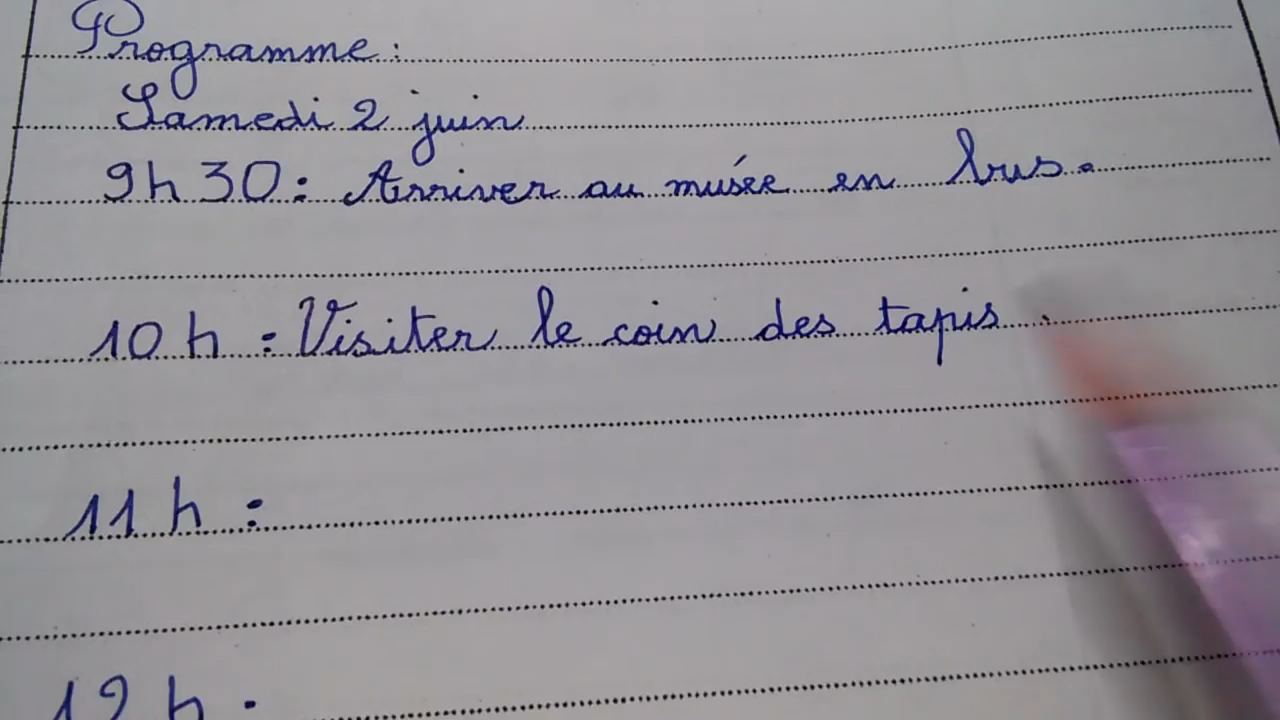 Programme :
Samedi 2 juin
9h30 : Arriver au musée en bus.
10 h : Visiter le coin des tapis.
11 h :
12 h :